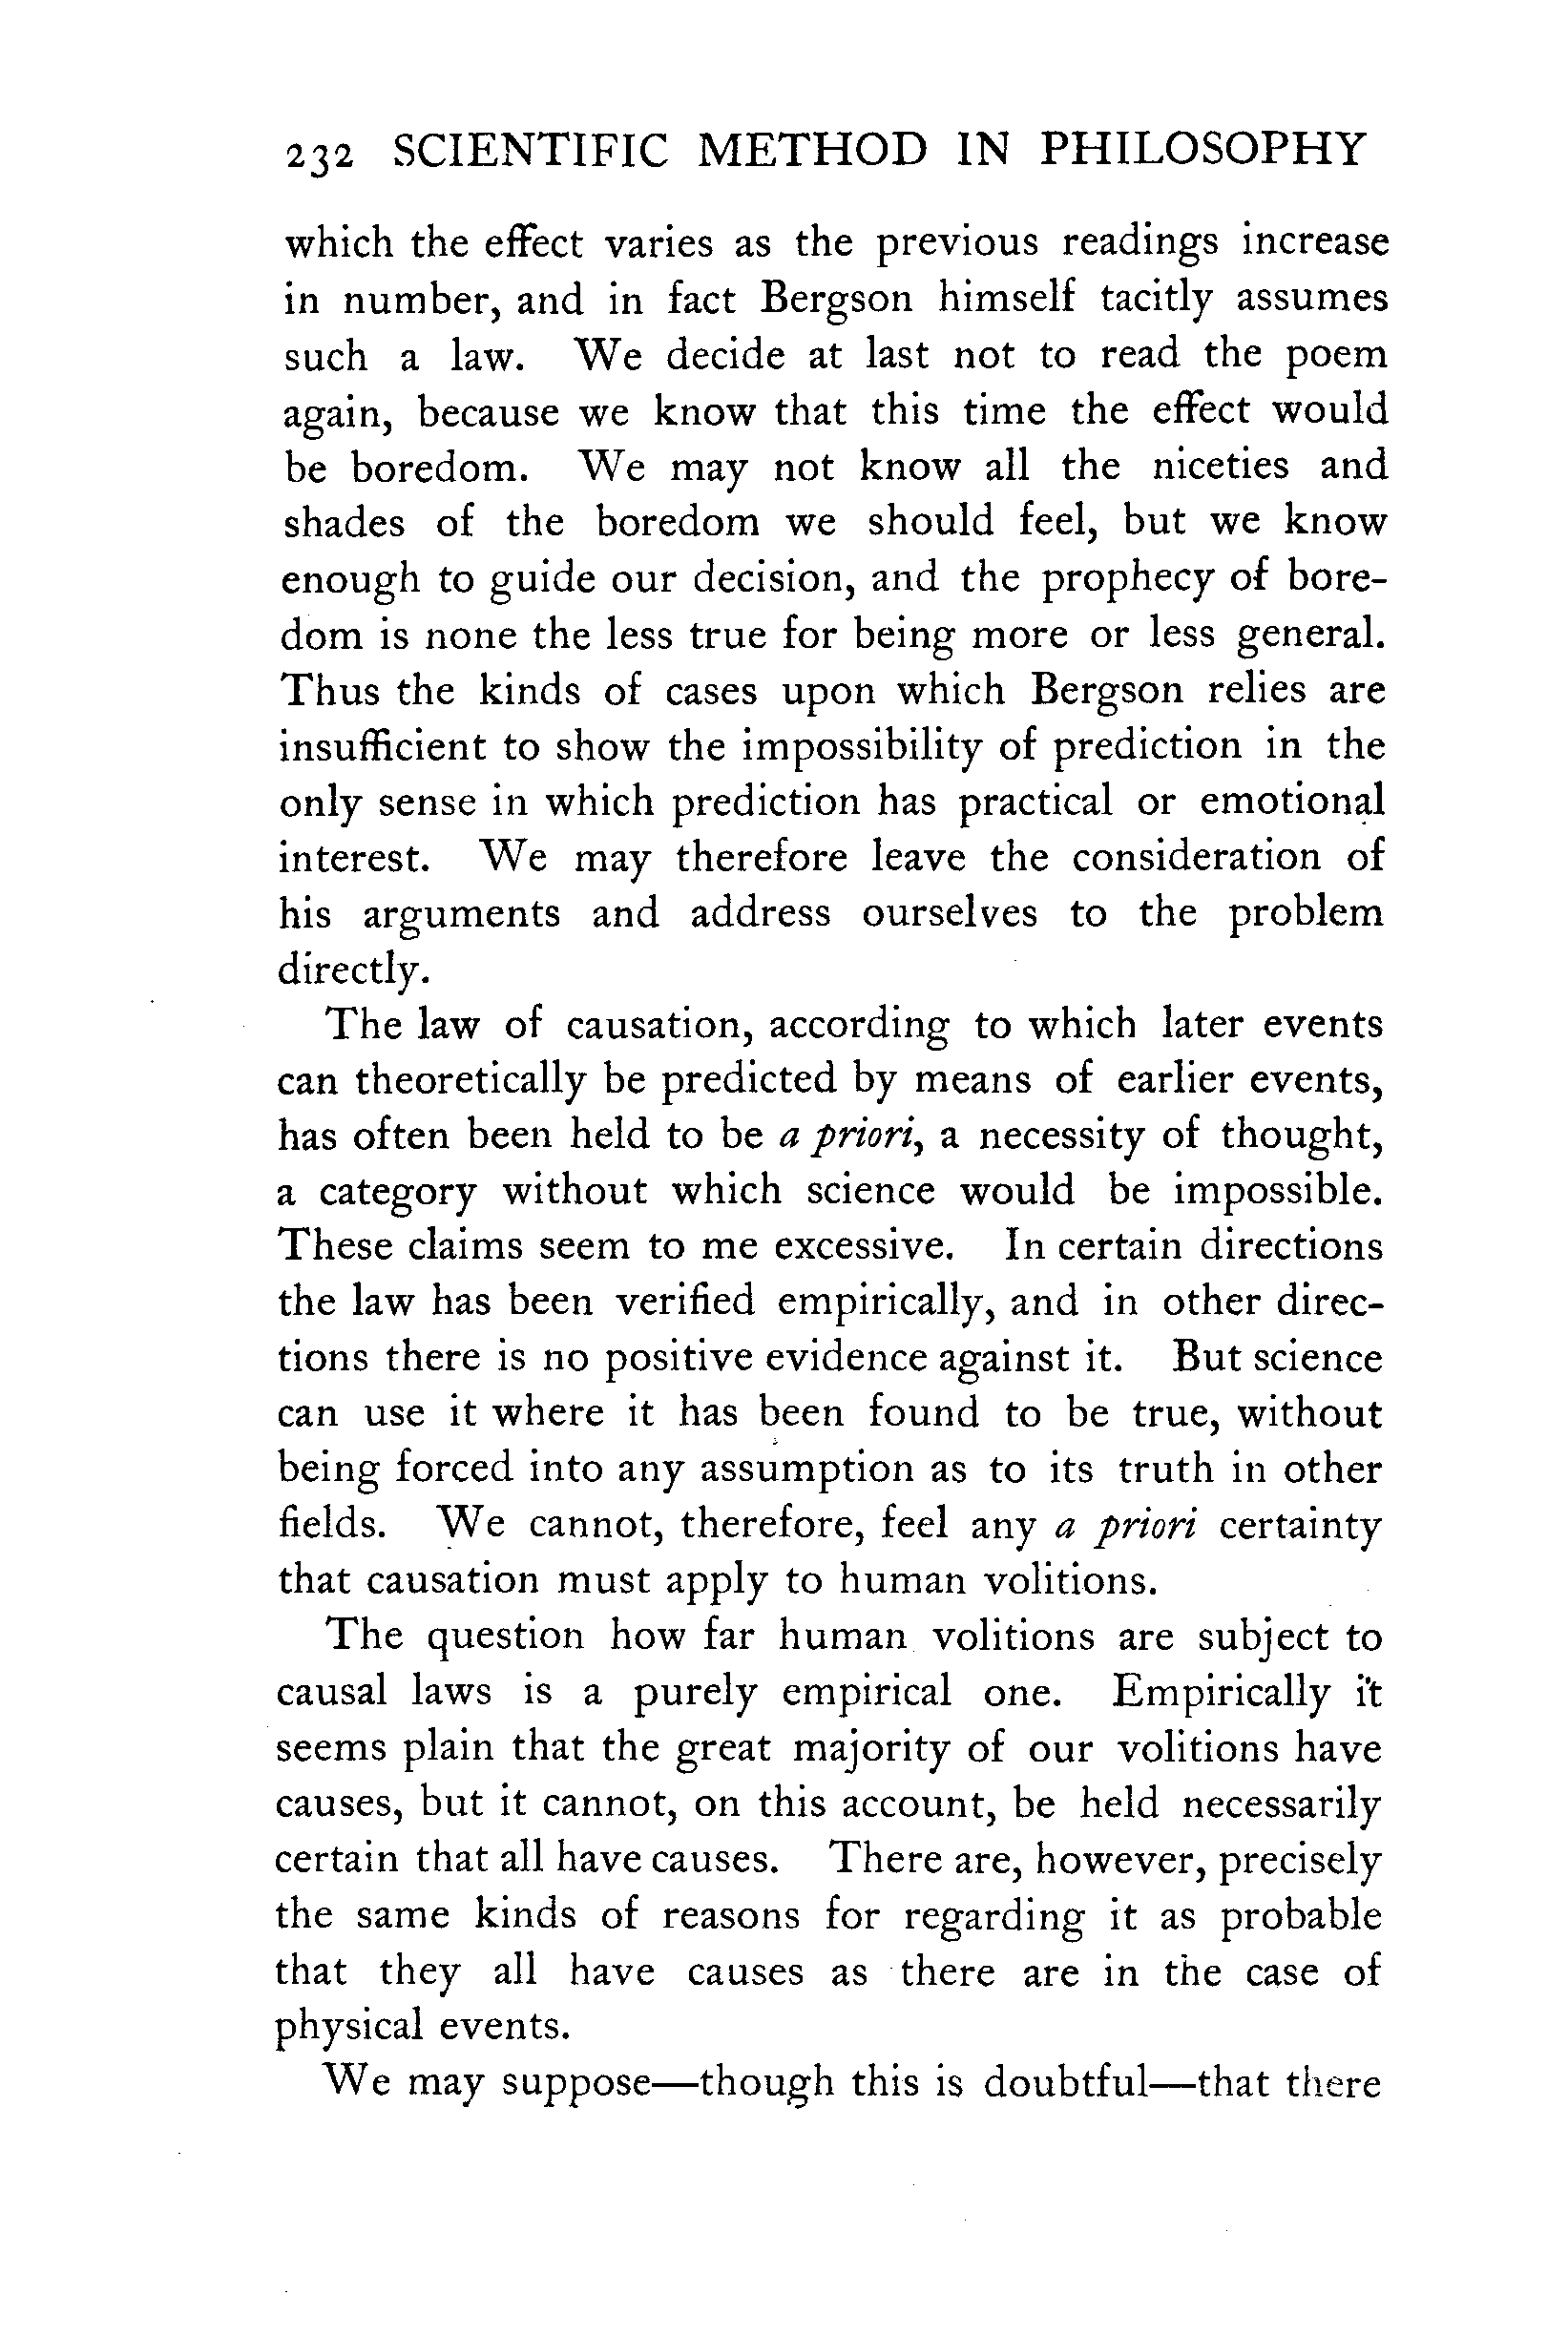 232 SCIENTIFIC METHOD IN PHILOSOPHY
which the effect varies as the previous readings increase
in number, and in fact Bergson himself tacitly assumes
such a law. We decide at last not to read the poem
again, because we know that this time the effect would
be boredom. We may not know all the niceties and
shades of the boredom we should feel, but we know
enough to guide our decision, and the prophecy of bore-
dom is none the less true for being more or less general.
Thus the kinds of cases upon which Bergson relies are
insufficient to show the impossibility of prediction in the
only sense in which prediction has practical or emotional
interest. We may therefore leave the consideration of
his arguments and address ourselves to the problem
directly.
The law of causation, according to which later events
can theoretically be predicted by means of earlier events,
has often been held to be a priori, a necessity of thought,
a category without which science would be impossible.
These claims seem to me excessive. In certain directions
the law has been verified empirically, and in other direc-
tions there is no positive evidence against it. But science
can use it where it has been found to be true, without
being forced into any assumption as to its truth in other
fields. We cannot, therefore, feel any a priori certainty
that causation must apply to human volitions.
The question how far human volitions are subject to
causal laws is a purely empirical one. Empirically it
seems plain that the great majority of our volitions have
causes, but it cannot, on this account, be held necessarily
certain that all have causes. There are, however, precisely
the same kinds of reasons for regarding it as probable
that they all have causes as there are in the case of
physical events.
We may suppose—though this is doubtful—that there